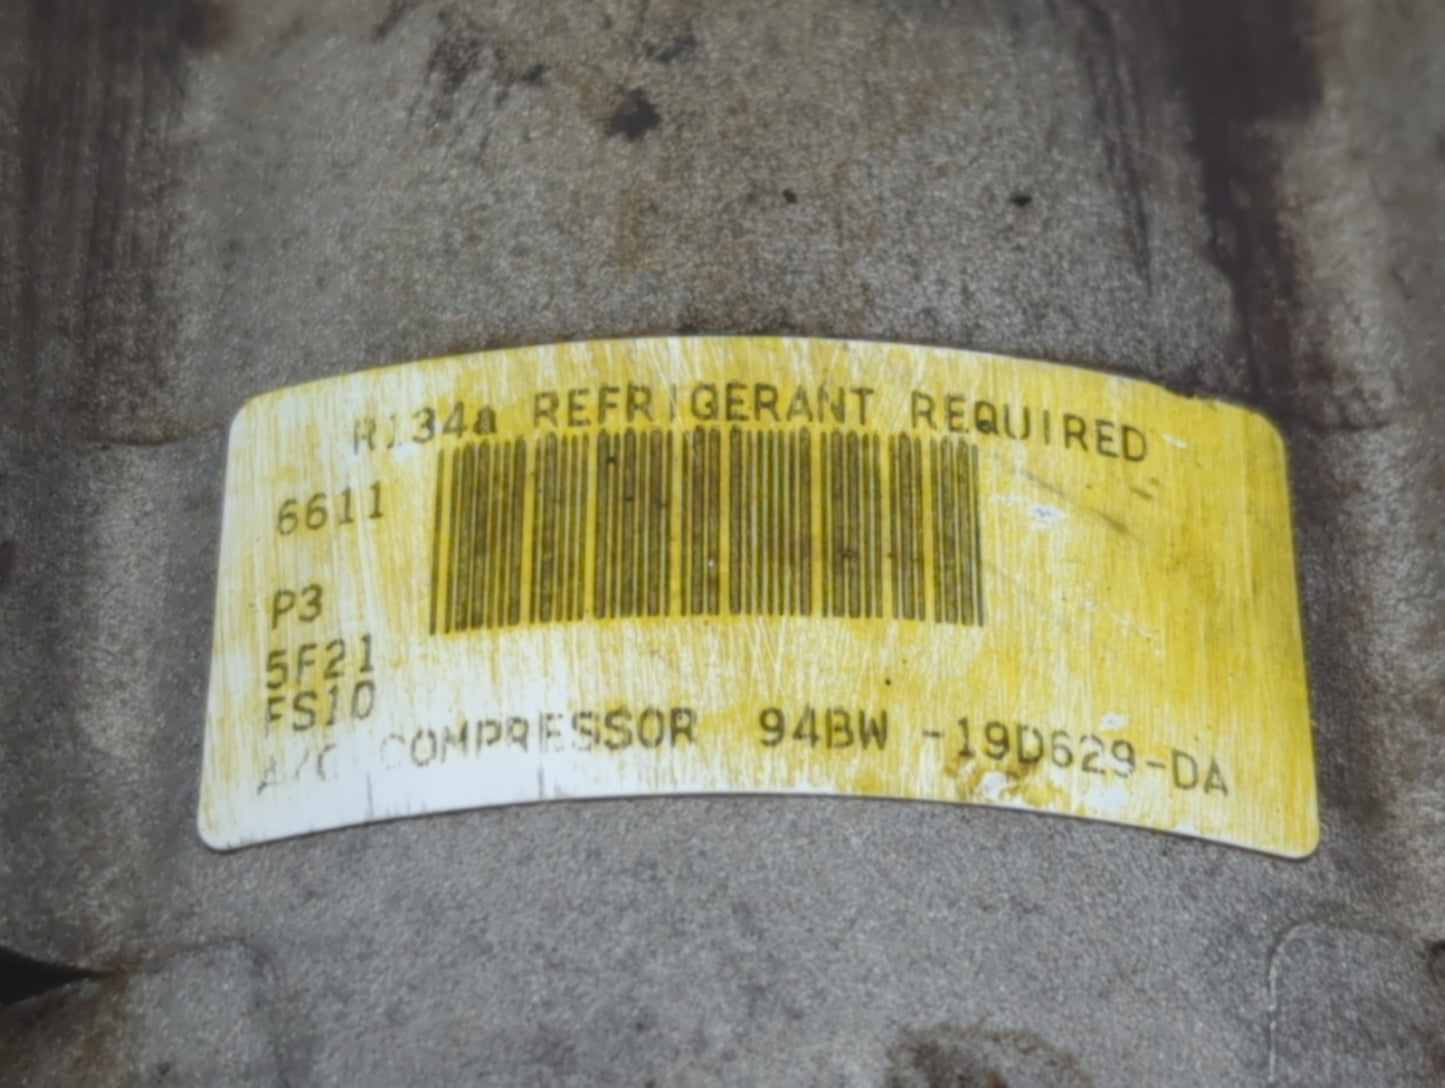 R134a REFRIGERANT REQUIRED
6611
P3
5F21
FS10
A/C COMPRESSOR 94BW -19D629-DA